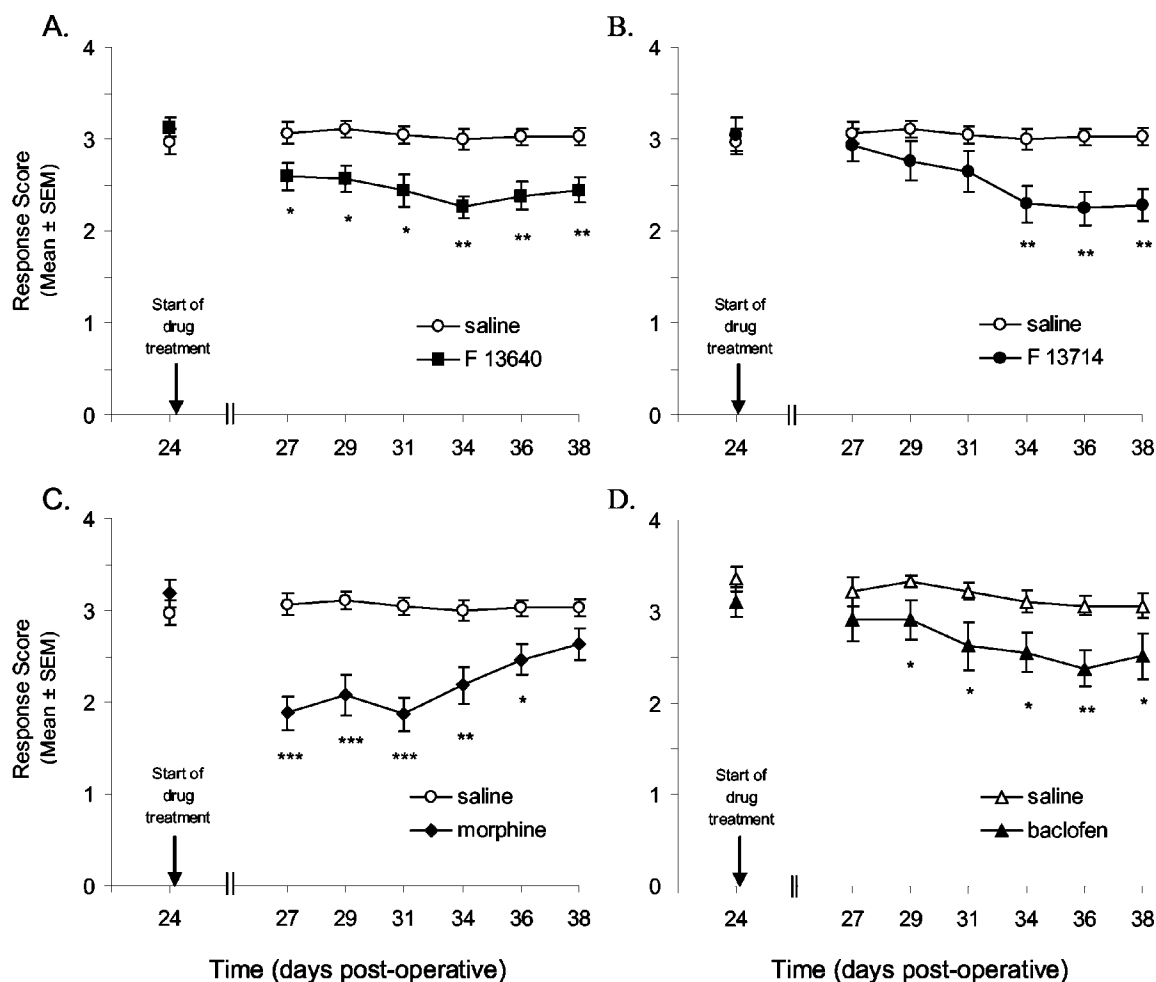 A.
4
3
2
1
0
Response Score
(Mean ± SEM)
Start of
drug
treatment
* * * ** ** **
saline
F 13640
24 27 29 31 34 36 38
B.
4
3
2
1
0
Start of
drug
treatment
** ** **
saline
F 13714
24 27 29 31 34 36 38
C.
4
3
2
1
0
Response Score
(Mean ± SEM)
Start of
drug
treatment
*** *** *** ** *
saline
morphine
24 27 29 31 34 36 38
Time (days post-operative)
D.
4
3
2
1
0
Start of
drug
treatment
* * * ** *
saline
baclofen
24 27 29 31 34 36 38
Time (days post-operative)